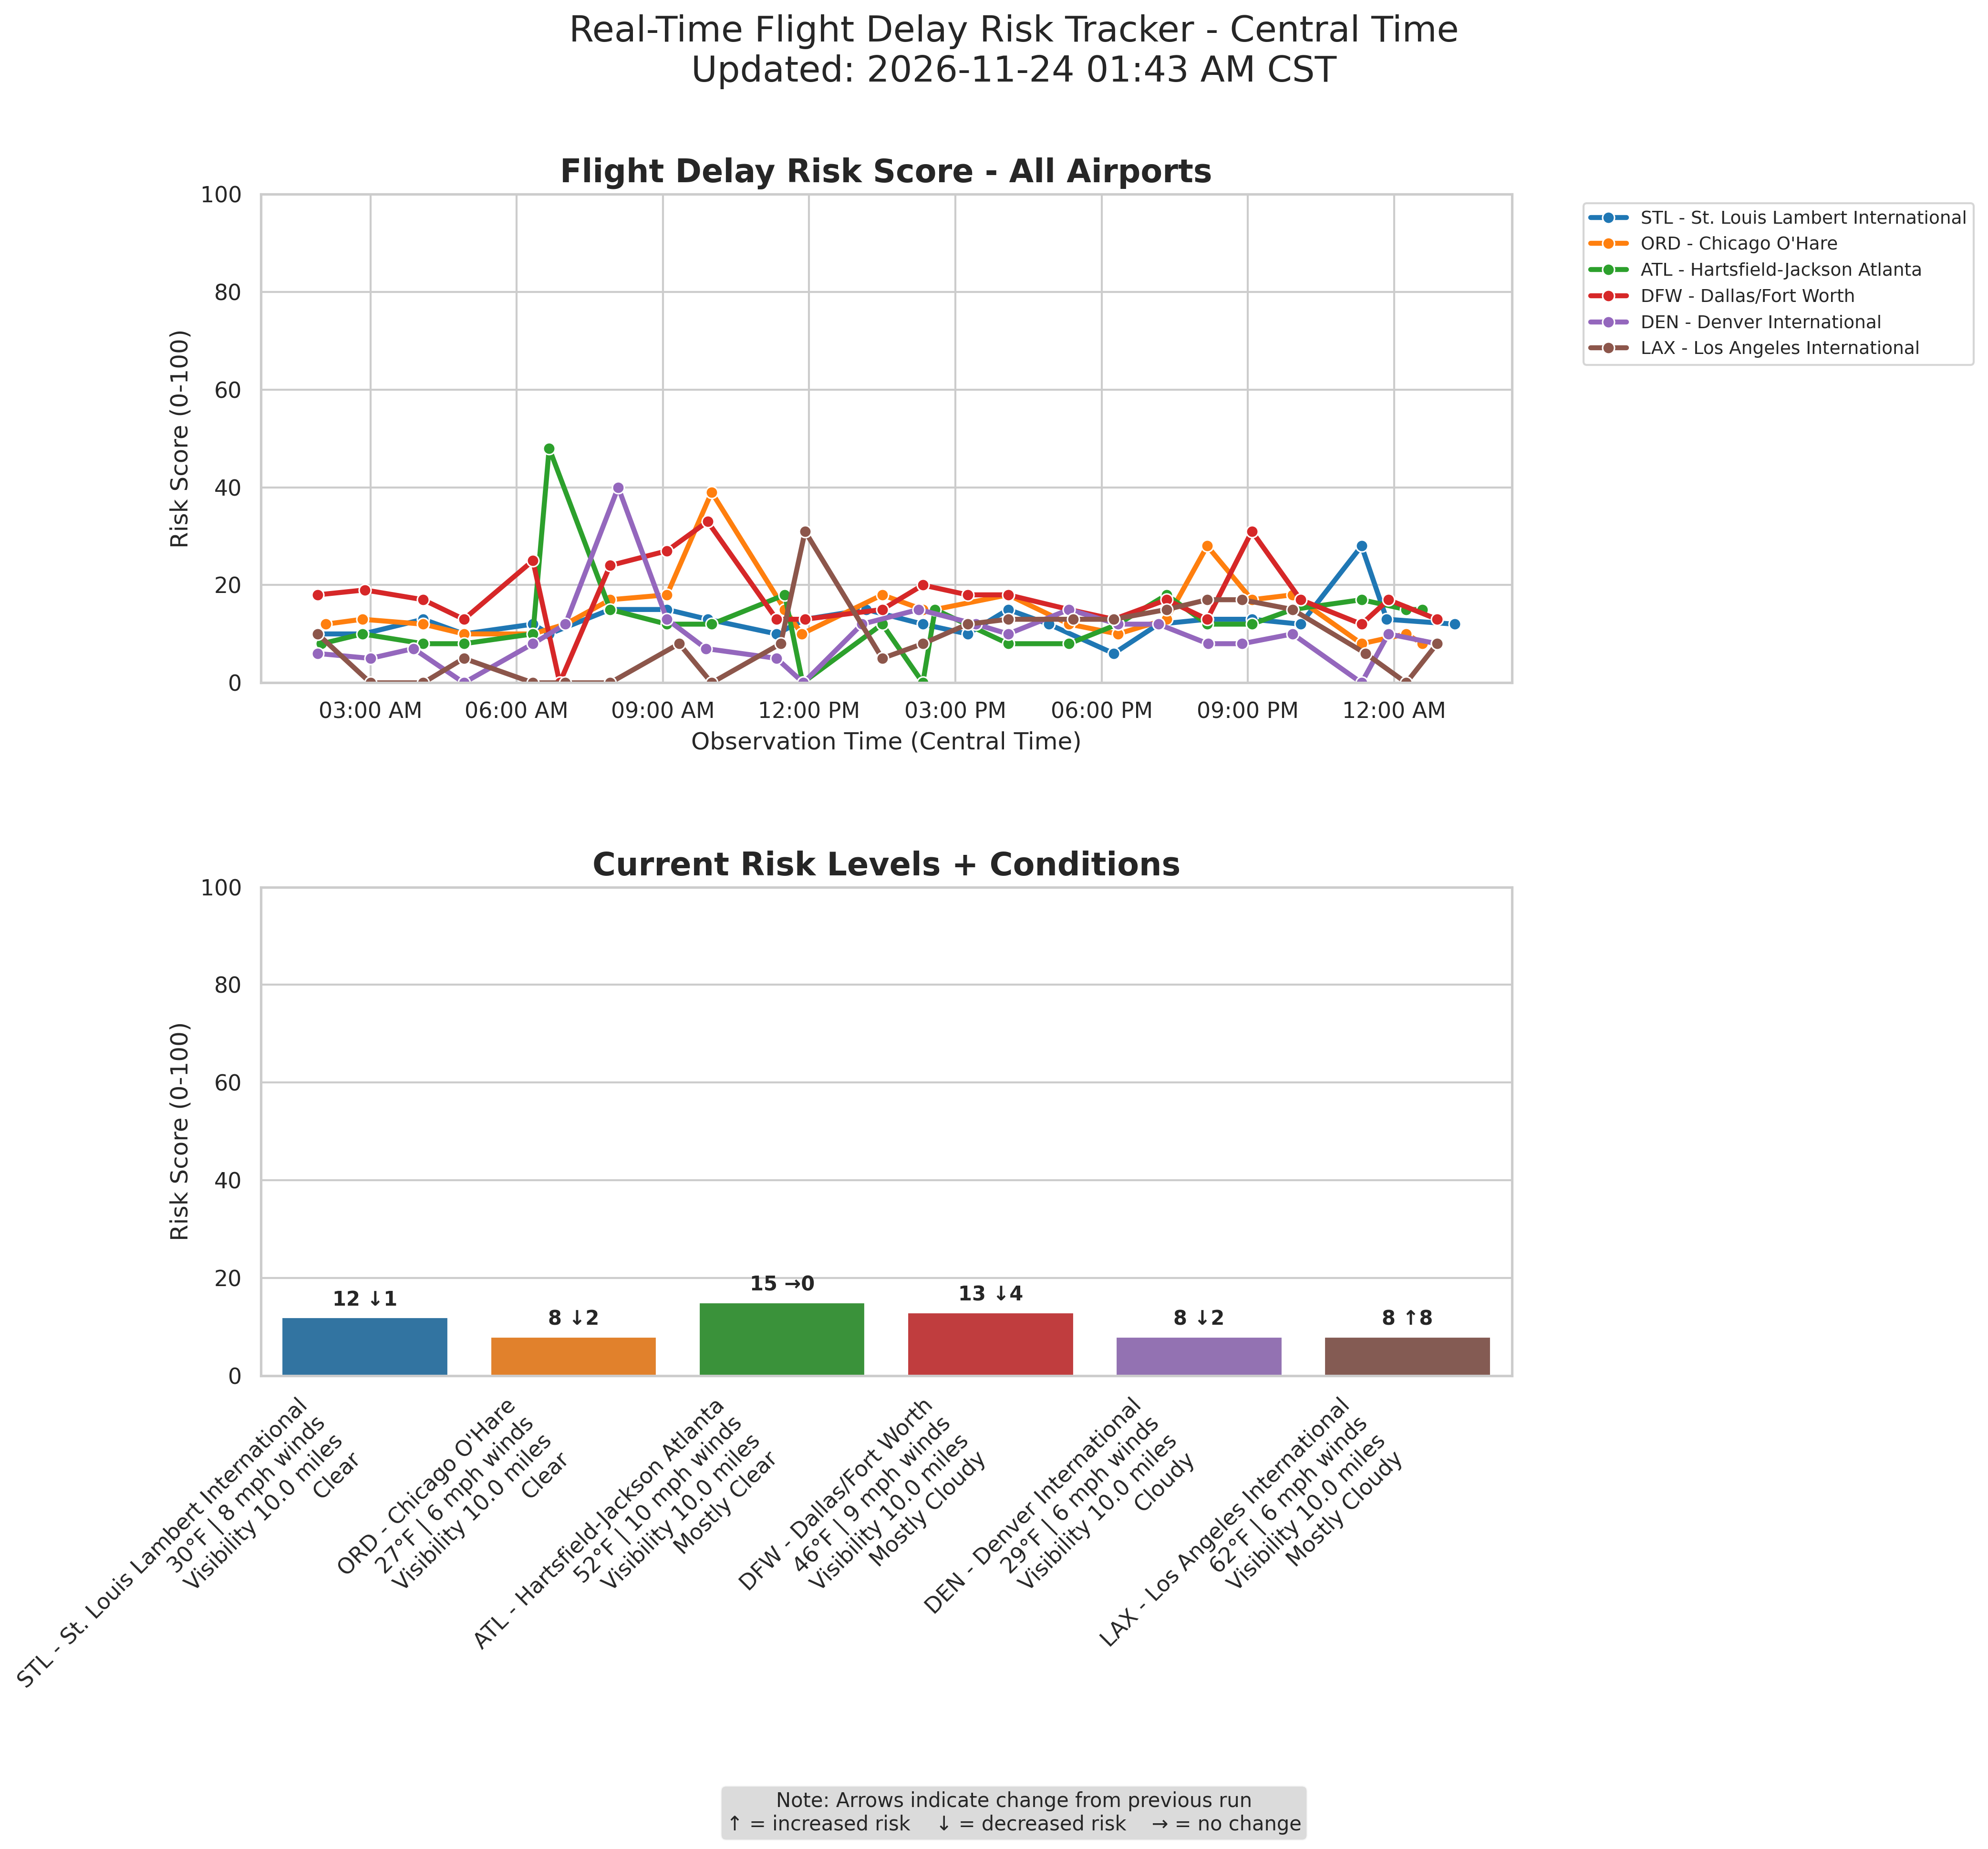 Real-Time Flight Delay Risk Tracker - Central Time
Updated: 2026-11-24 01:43 AM CST
Flight Delay Risk Score - All Airports
100
80
60
40
20
0
Risk Score (0-100)
03:00 AM
06:00 AM
09:00 AM
12:00 PM
03:00 PM
06:00 PM
09:00 PM
12:00 AM
Observation Time (Central Time)
STL - St. Louis Lambert International
ORD - Chicago O'Hare
ATL - Hartsfield-Jackson Atlanta
DFW - Dallas/Fort Worth
DEN - Denver International
LAX - Los Angeles International
Current Risk Levels + Conditions
100
80
60
40
20
0
Risk Score (0-100)
12 ↓1
8 ↓2
15 →0
13 ↓4
8 ↓2
8 ↑8
STL - St. Louis Lambert International
30°F | 8 mph winds
Visibility 10.0 miles
Clear
ORD - Chicago O'Hare
27°F | 6 mph winds
Visibility 10.0 miles
Clear
ATL - Hartsfield-Jackson Atlanta
52°F | 10 mph winds
Visibility 10.0 miles
Mostly Clear
DFW - Dallas/Fort Worth
46°F | 9 mph winds
Visibility 10.0 miles
Mostly Cloudy
DEN - Denver International
29°F | 6 mph winds
Visibility 10.0 miles
Cloudy
LAX - Los Angeles International
62°F | 6 mph winds
Visibility 10.0 miles
Mostly Cloudy
Note: Arrows indicate change from previous run
↑ = increased risk    ↓ = decreased risk    → = no change